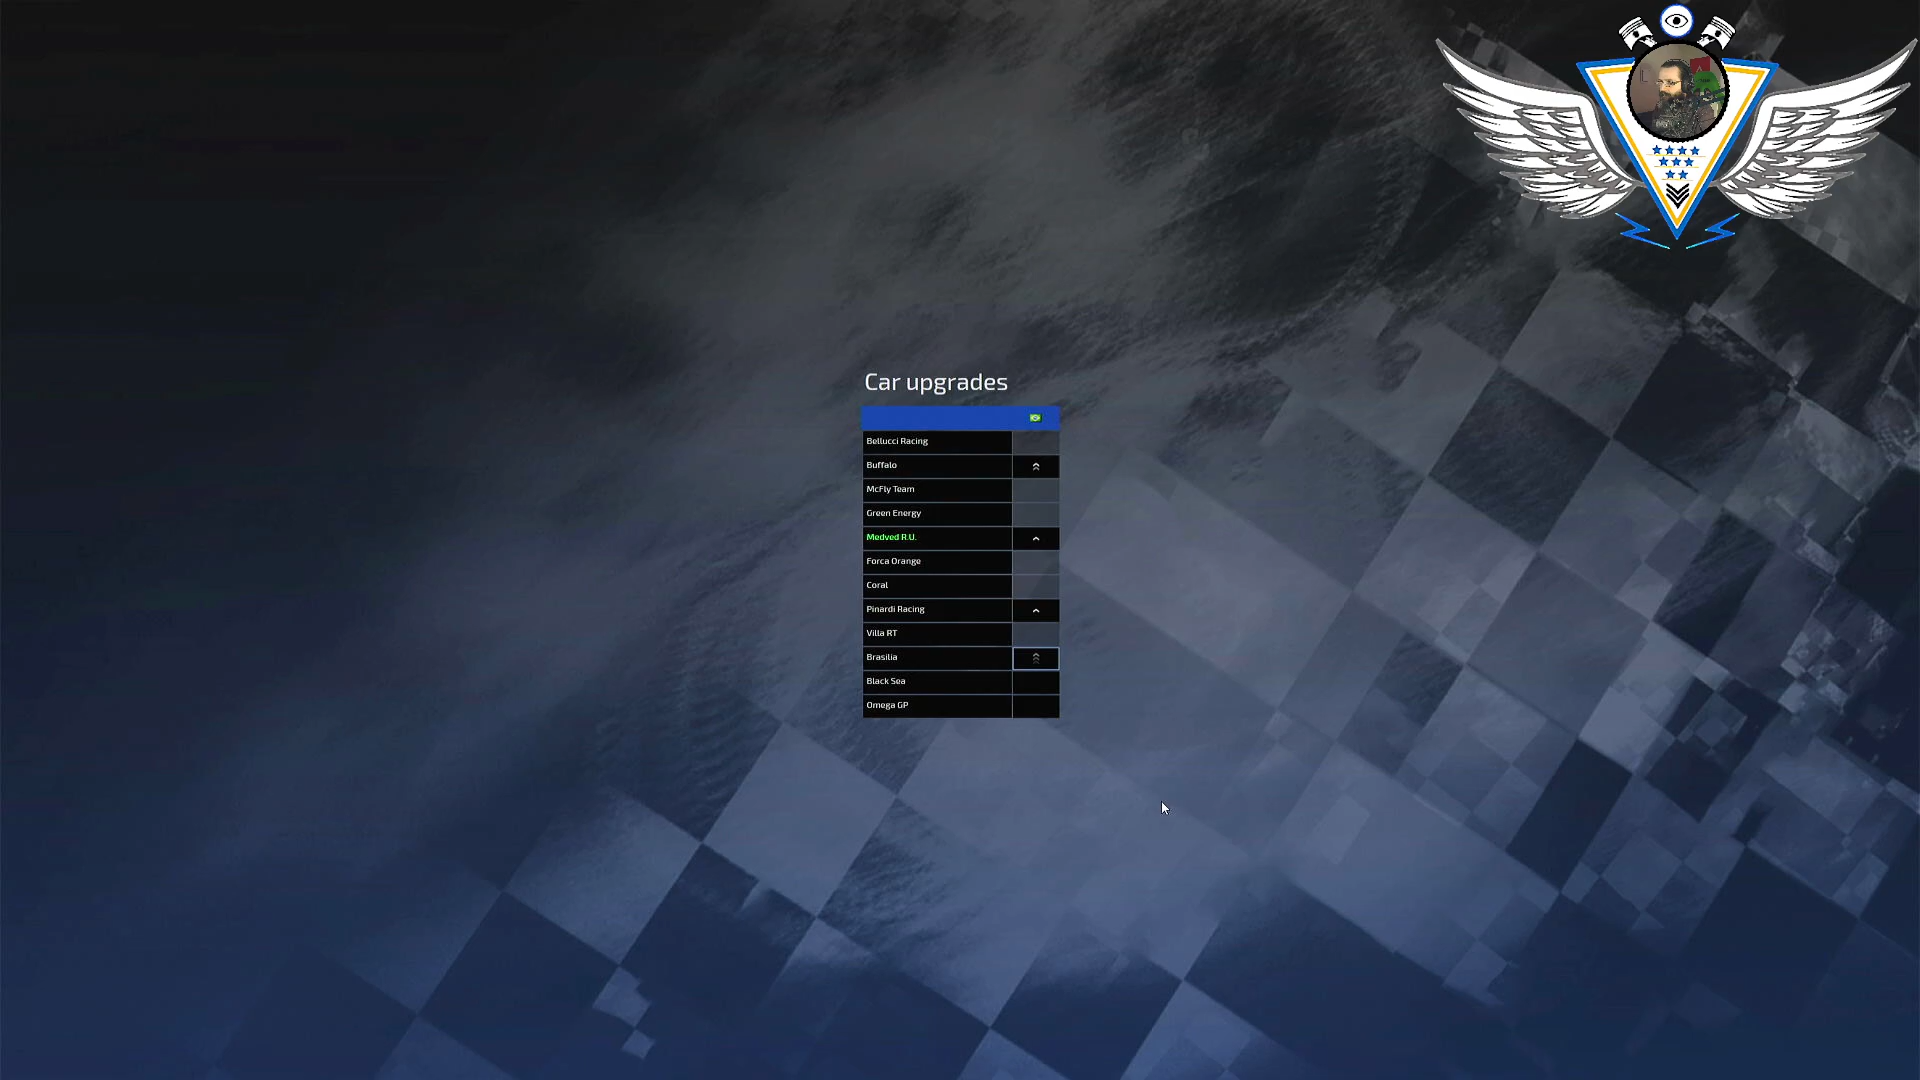 Car upgrades
Bellucci Racing
Buffalo
McFly Team
Green Energy
Medved R.U.
Forca Orange
Coral
Pinardi Racing
Villa RT
Brasilia
Black Sea
Omega GP